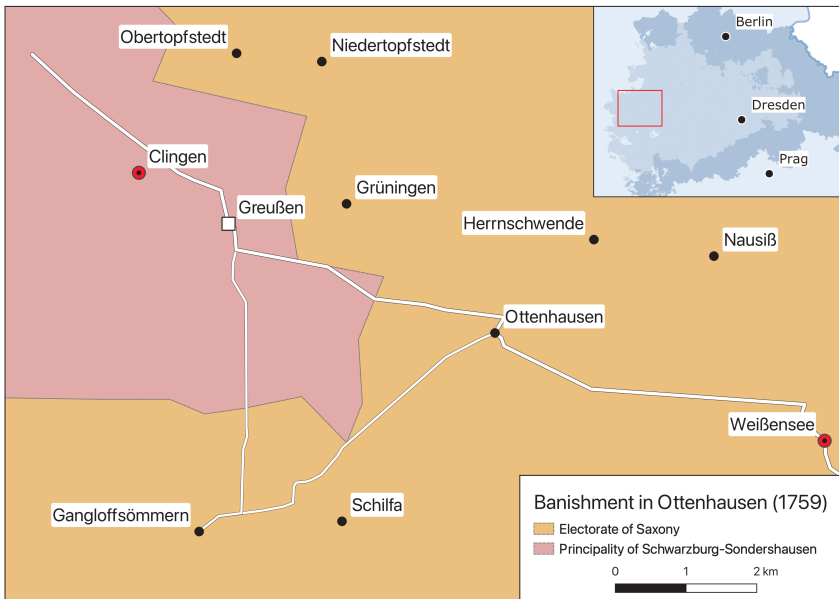 Obertopfstedt
Niedertopfstedt
Berlin
Dresden
Prag
Clingen
Greußen
Grüningen
Herrnschwende
Nausiß
Ottenhausen
Weißensee
Gangloffsömmern
Schilfa
Banishment in Ottenhausen (1759)
Electorate of Saxony
Principality of Schwarzburg-Sondershausen
0 1 2 km